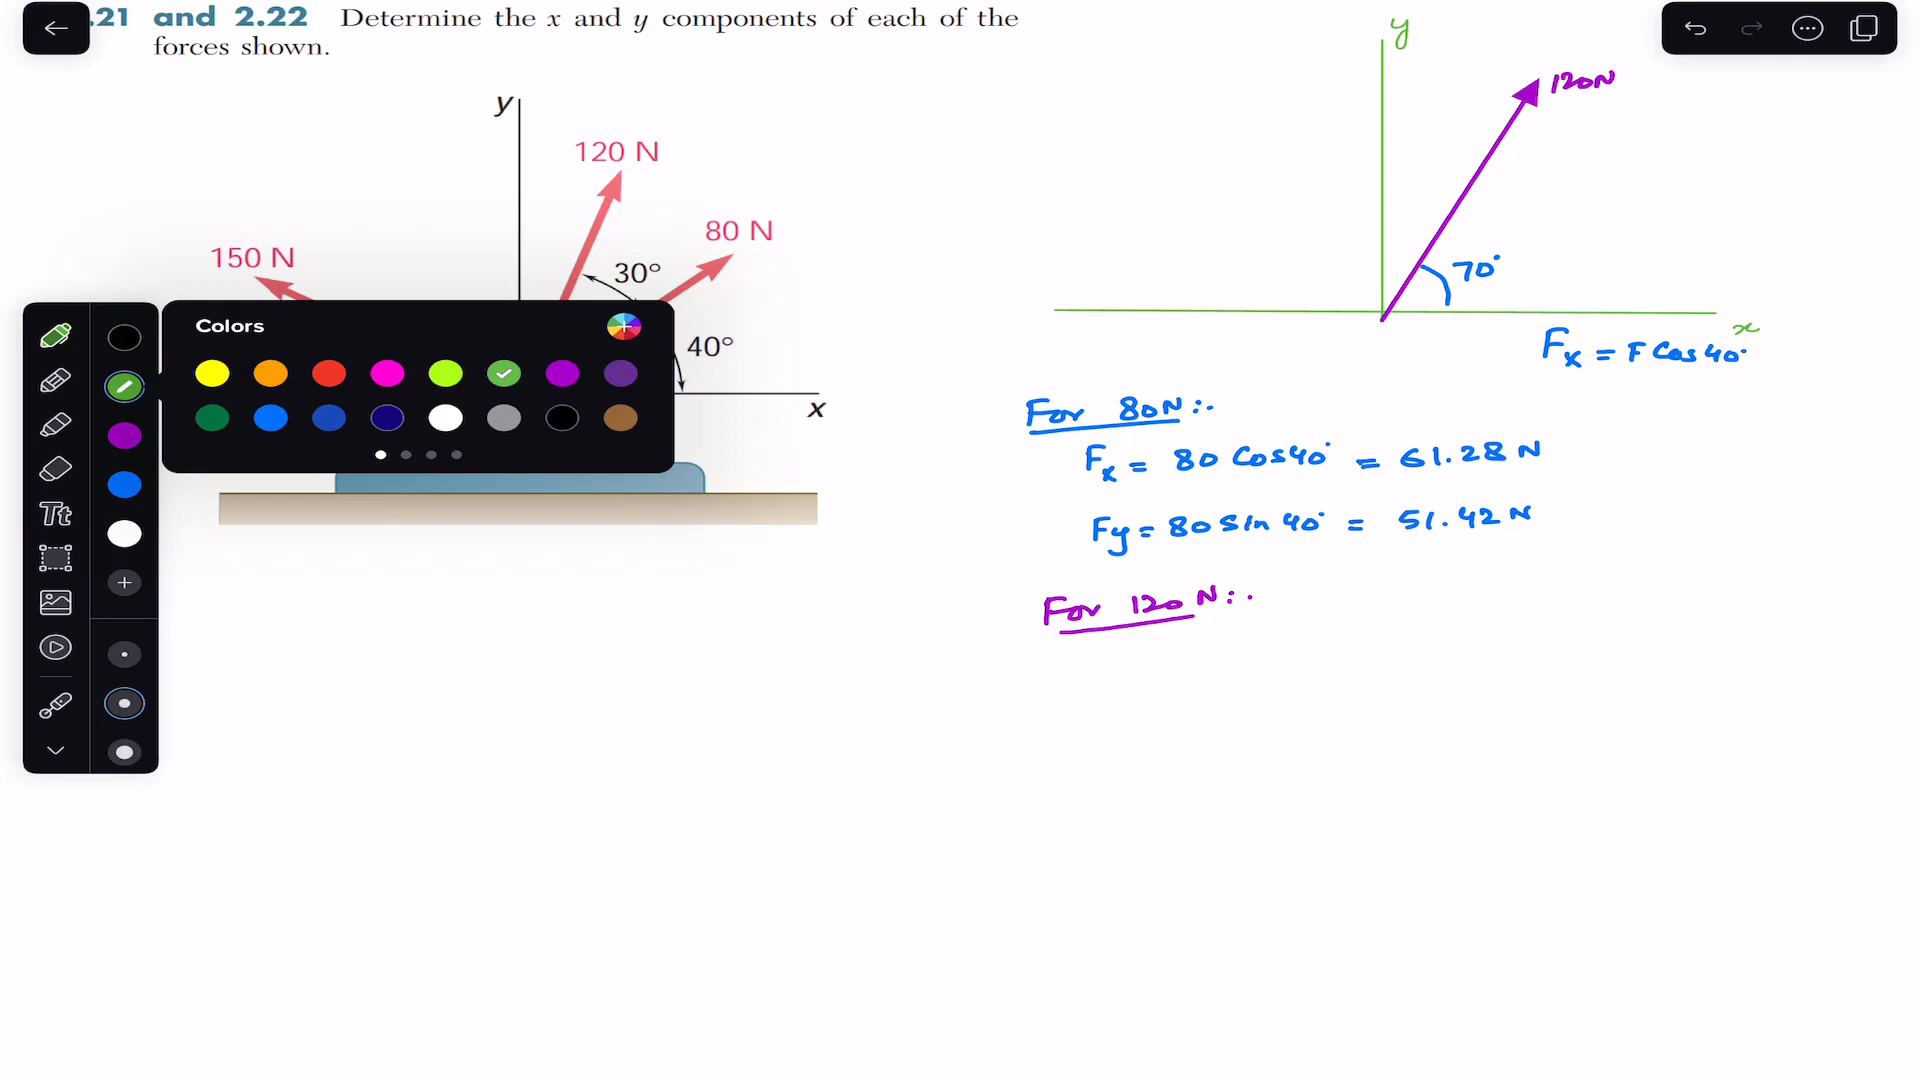 .21 and 2.22 Determine the x and y components of each of the
forces shown.
y
120 N
80 N
150 N
30°
40°
x
Colors
Tt
y
120N
70°
x
Fx = F Cos40°
For 80N:.
Fx = 80 Cos40° = 61.28 N
Fy = 80 Sin 40° = 51.42 N
For 120 N:.